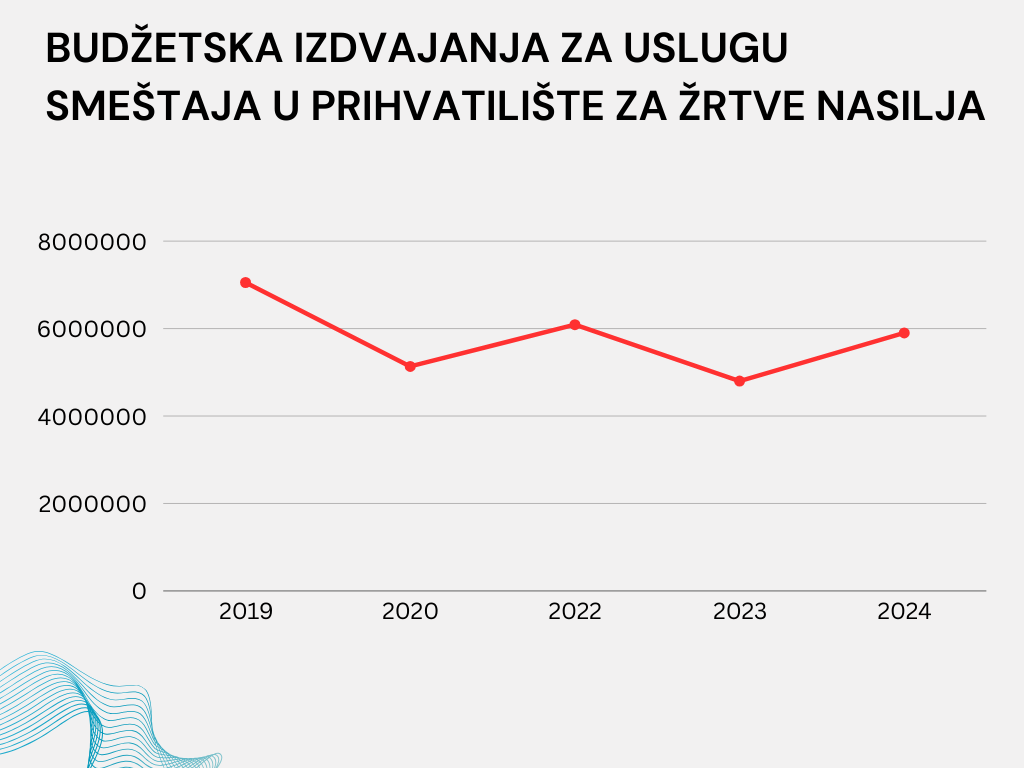 BUDŽETSKA IZDVAJANJA ZA USLUGU
SMEŠTAJA U PRIHVATILIŠTE ZA ŽRTVE NASILJA
8000000
6000000
4000000
2000000
0
2019 2020 2022 2023 2024